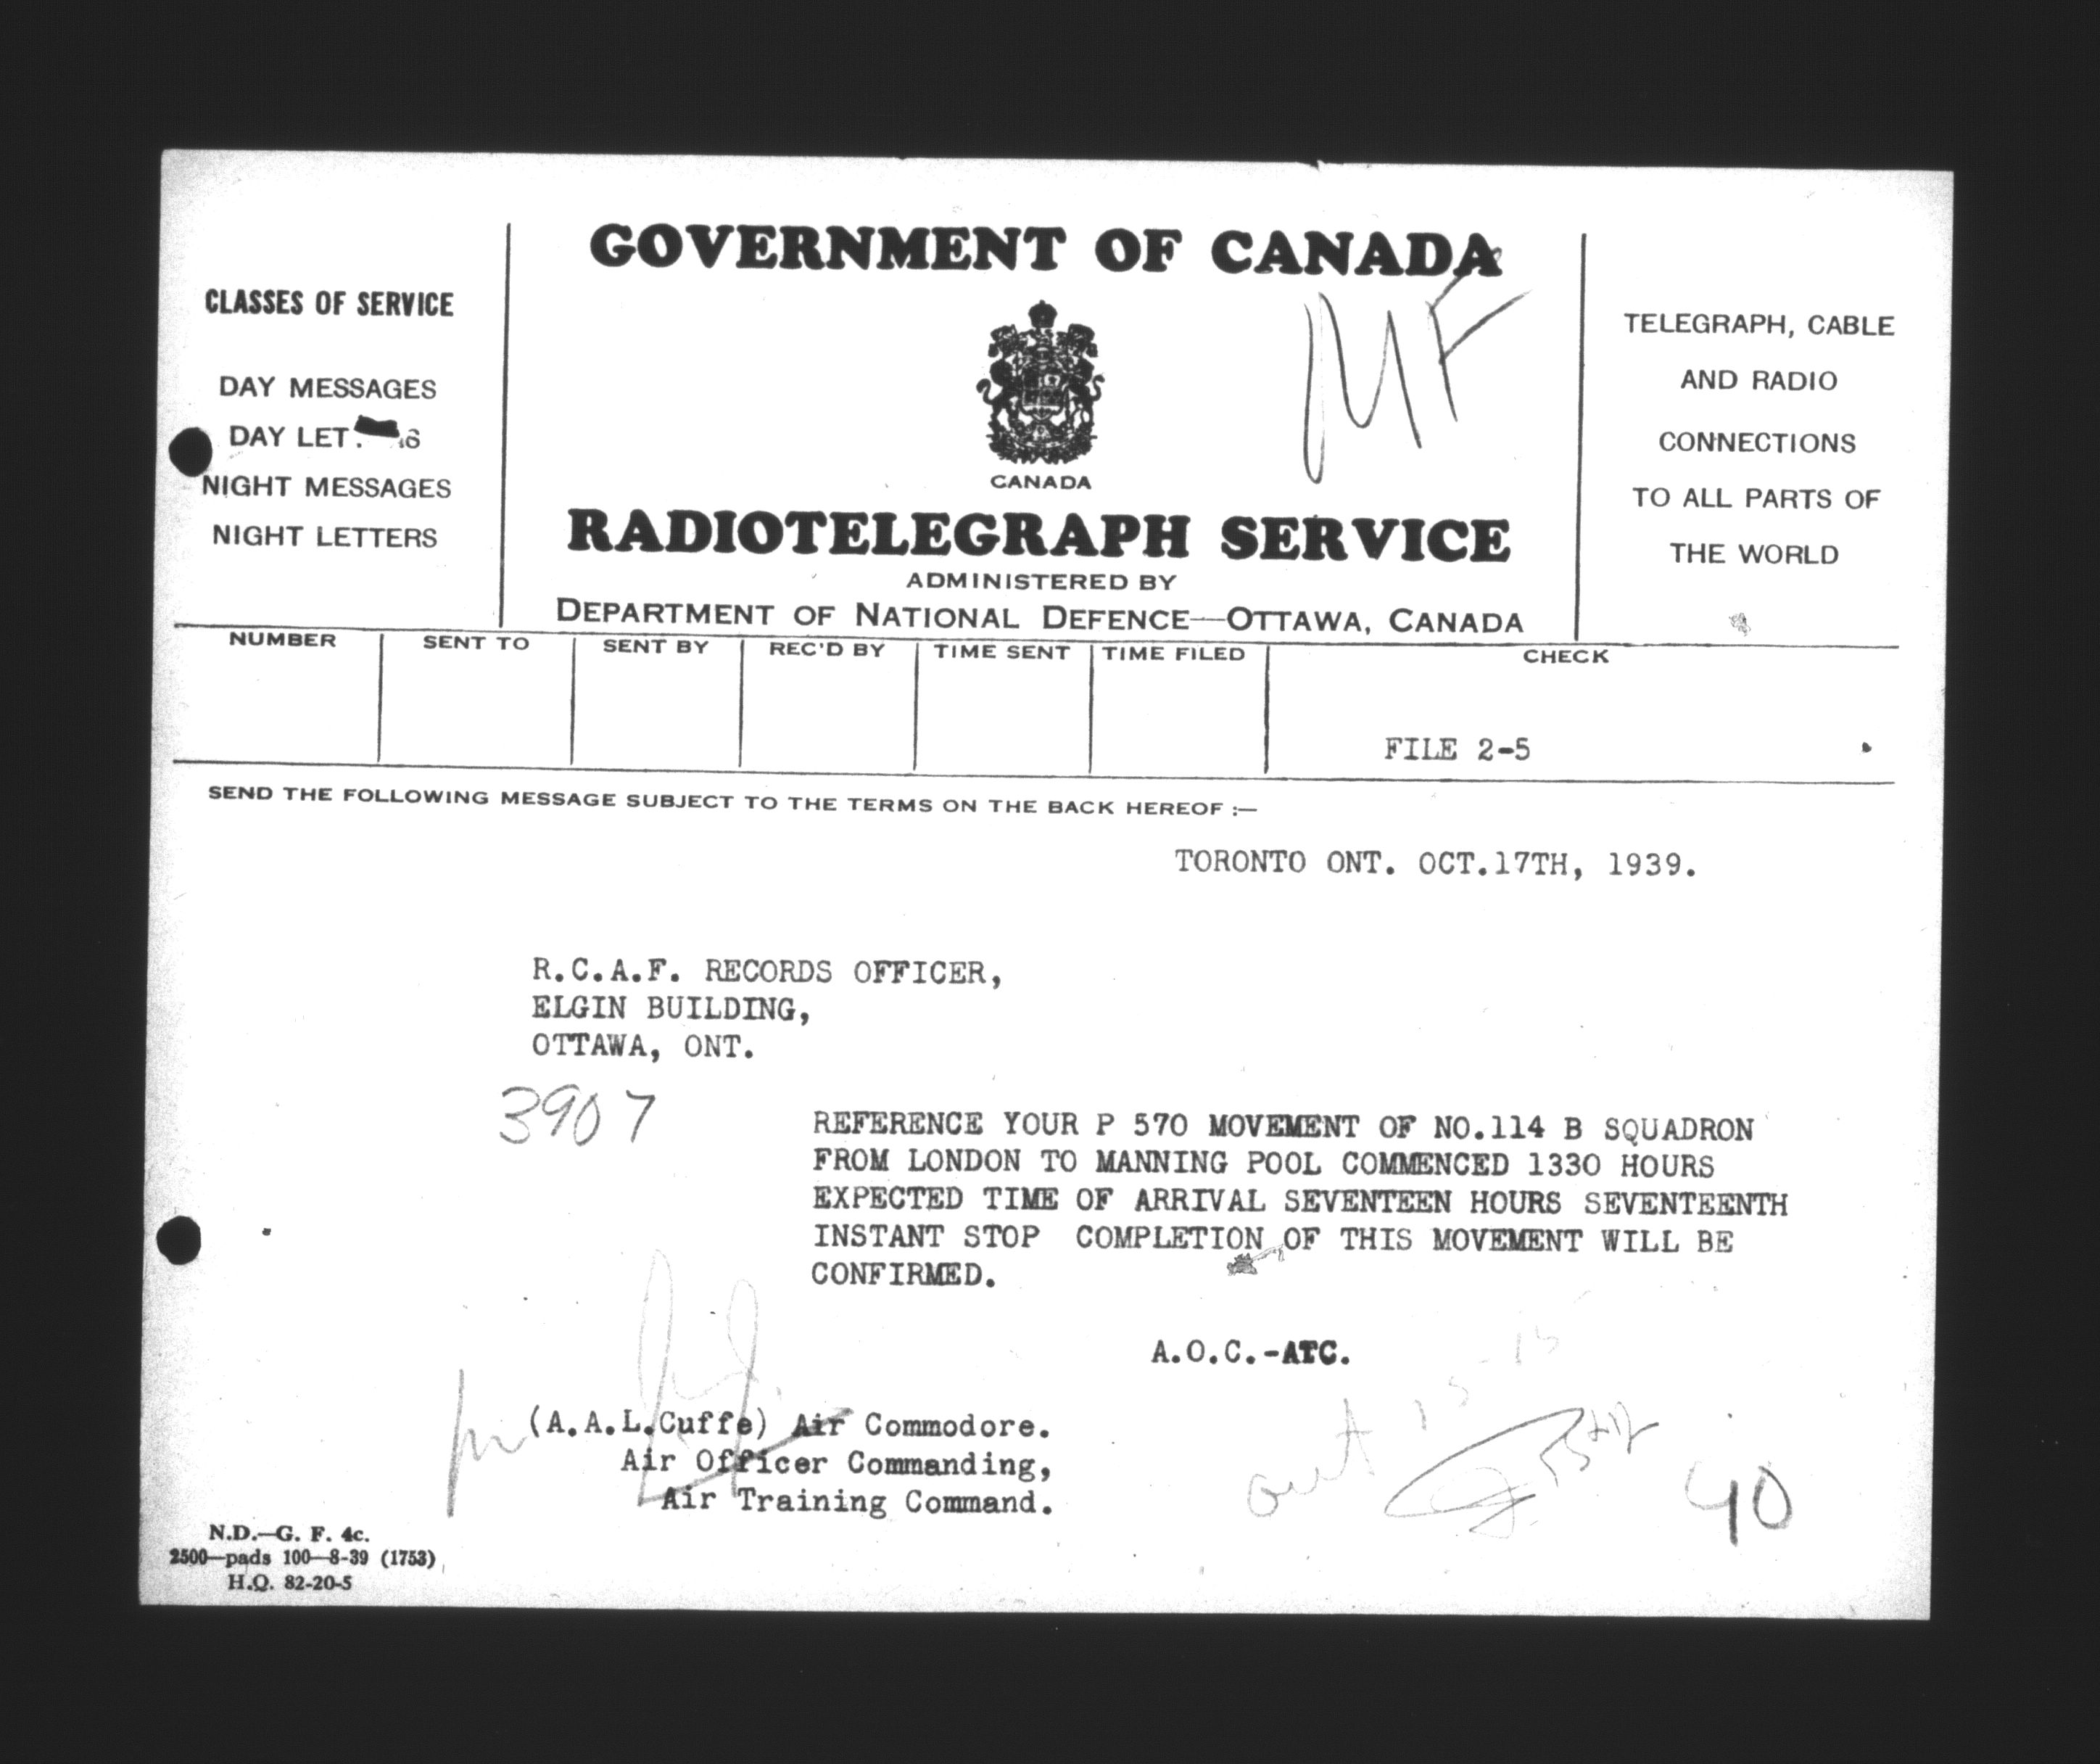 GOVERNMENT OF CANADA
MF
CANADA
RADIOTELEGRAPH SERVICE
ADMINISTERED BY
DEPARTMENT OF NATIONAL DEFENCE—OTTAWA, CANADA
CLASSES OF SERVICE
DAY MESSAGES
DAY
NIGHT MESSAGES
NIGHT LETTERS
TELEGRAPH, CABLE
AND RADIO
CONNECTIONS
TO ALL PARTS OF
THE WORLD
NUMBER SENT TO SENT BY REC'D BY TIME SENT TIME FILED CHECK
FILE 2-5
SEND THE FOLLOWING MESSAGE SUBJECT TO THE TERMS ON THE BACK HEREOF :—
TORONTO ONT. OCT.17TH, 1939.
R.C.A.F. RECORDS OFFICER,
ELGIN BUILDING,
OTTAWA, ONT.
3907
REFERENCE YOUR P 570 MOVEMENT OF NO.114 B SQUADRON
FROM LONDON TO MANNING POOL COMMENCED 1330 HOURS
EXPECTED TIME OF ARRIVAL SEVENTEEN HOURS SEVENTEENTH
INSTANT STOP COMPLETION OF THIS MOVEMENT WILL BE
CONFIRMED.
A.O.C.-ATC.
(A.A.L.Cuffe) Air Commodore.
Air Officer Commanding,
Air Training Command.
out
40
N.D.—G. F. 4c.
2500—pads 100—8-39 (1753)
H.Q. 82-20-5